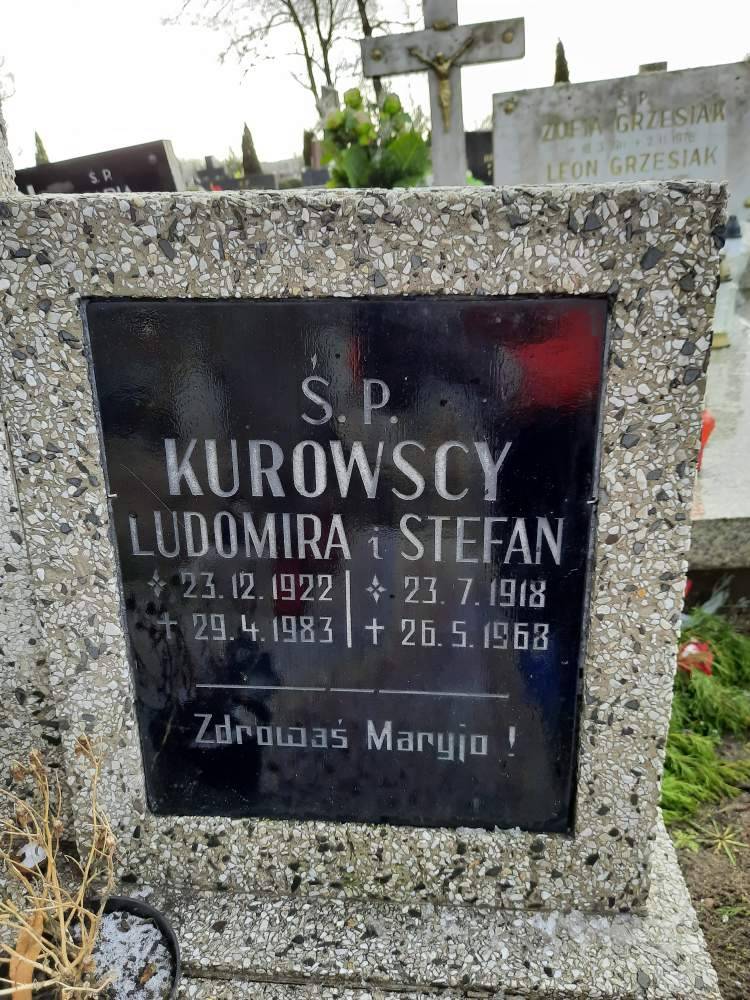 Ś.P.
Ś.P.
ZOFIA GRZESIAK
LEON GRZESIAK
Ś. P.
KUROWSCY
LUDOMIRA i STEFAN
23.12.1922 | 23.7.1918
✝ 29.4.1983 | ✝ 26.5.1968
Zdrowaś Maryjo !